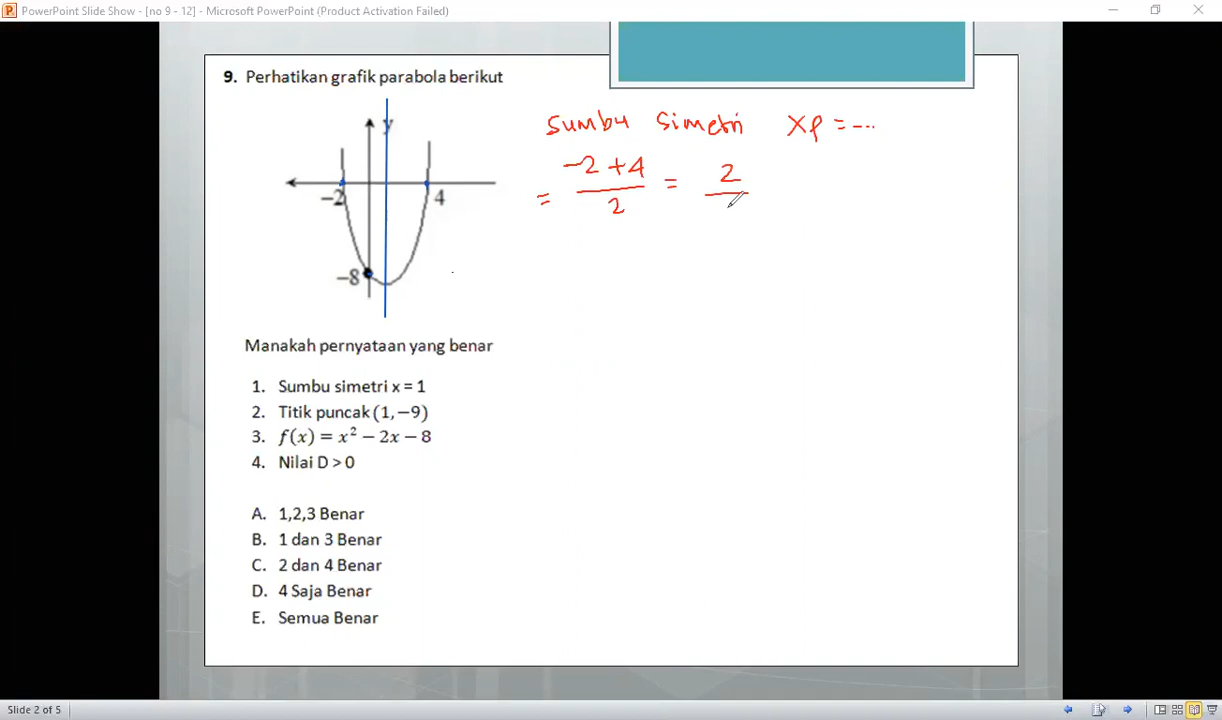 PowerPoint Slide Show - [no 9 - 12] - Microsoft PowerPoint (Product Activation Failed)
9. Perhatikan grafik parabola berikut
y
−2
4
−8
Sumbu simetri xp = ...
= -2 + 4 / 2 = 2 /
Manakah pernyataan yang benar
1. Sumbu simetri x = 1
2. Titik puncak (1, −9)
3. f(x) = x² − 2x − 8
4. Nilai D > 0
A. 1,2,3 Benar
B. 1 dan 3 Benar
C. 2 dan 4 Benar
D. 4 Saja Benar
E. Semua Benar
Slide 2 of 5